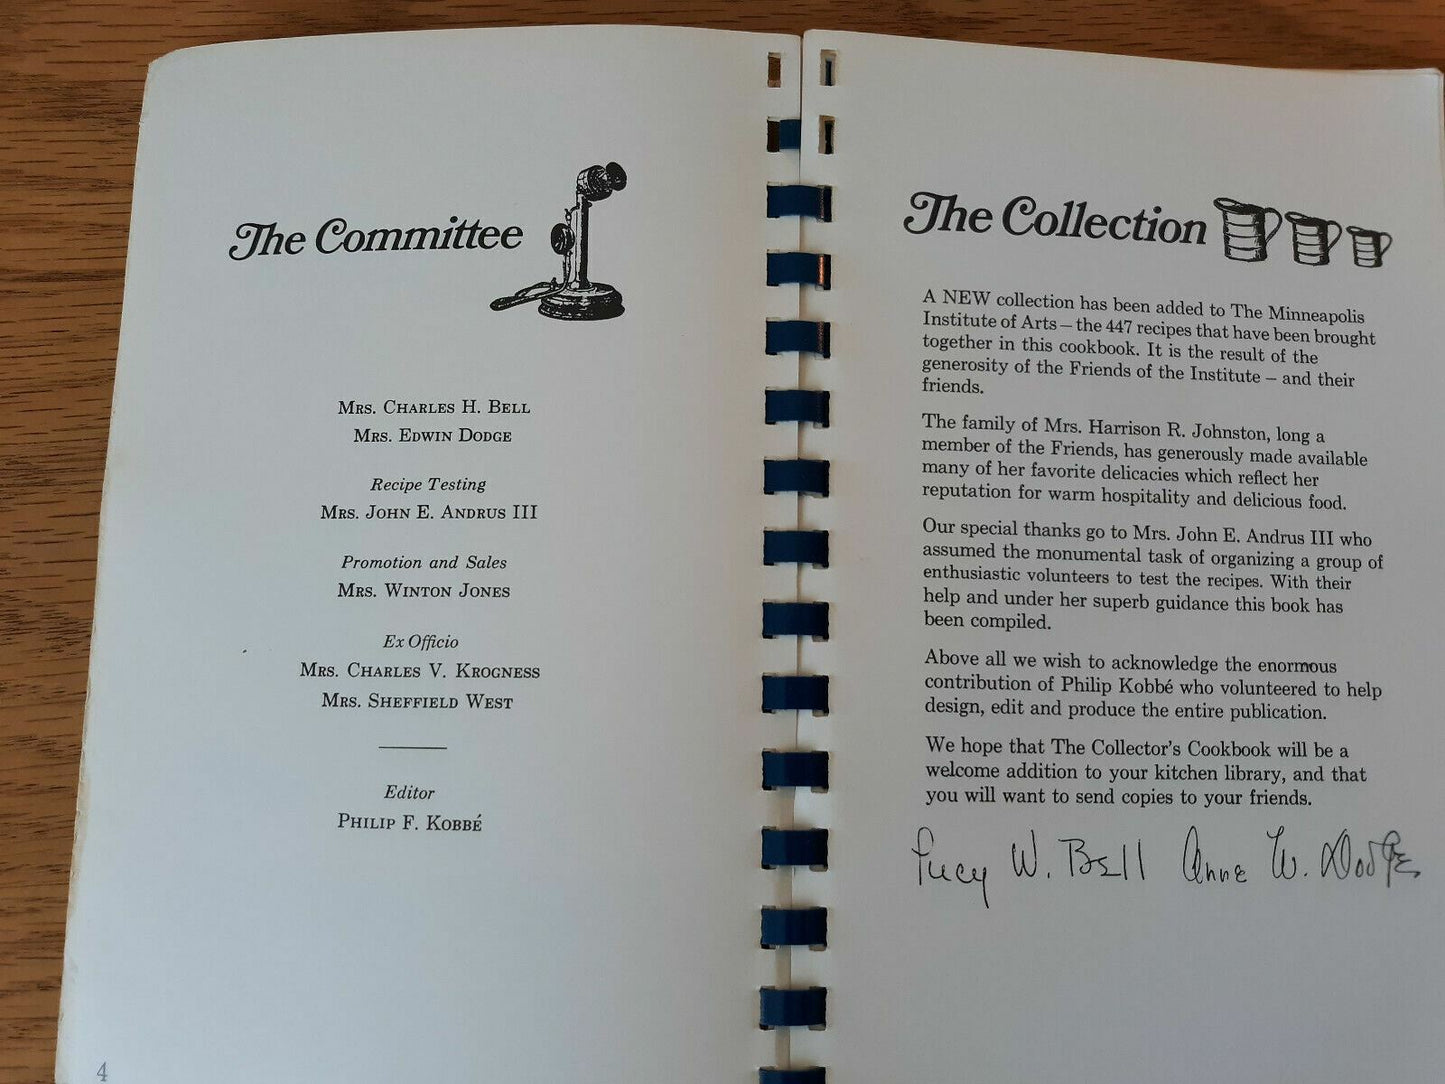 The Committee
MRS. CHARLES H. BELL
MRS. EDWIN DODGE
Recipe Testing
MRS. JOHN E. ANDRUS III
Promotion and Sales
MRS. WINTON JONES
Ex Officio
MRS. CHARLES V. KROGNESS
MRS. SHEFFIELD WEST
Editor
PHILIP F. KOBBÉ
4
The Collection
A NEW collection has been added to The Minneapolis
Institute of Arts – the 447 recipes that have been brought
together in this cookbook. It is the result of the
generosity of the Friends of the Institute – and their
friends.
The family of Mrs. Harrison R. Johnston, long a
member of the Friends, has generously made available
many of her favorite delicacies which reflect her
reputation for warm hospitality and delicious food.
Our special thanks go to Mrs. John E. Andrus III who
assumed the monumental task of organizing a group of
enthusiastic volunteers to test the recipes. With their
help and under her superb guidance this book has
been compiled.
Above all we wish to acknowledge the enormous
contribution of Philip Kobbé who volunteered to help
design, edit and produce the entire publication.
We hope that The Collector's Cookbook will be a
welcome addition to your kitchen library, and that
you will want to send copies to your friends.
Lucy W. Bell Anne W. Dodge